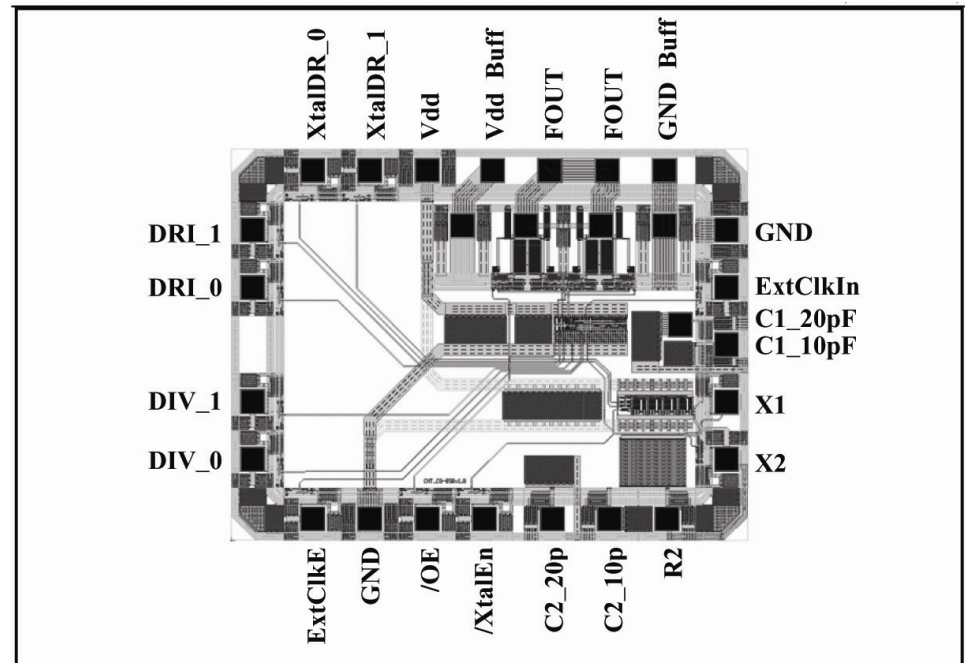 XtalDR_0
XtalDR_1
Vdd
Vdd Buff
FOUT
FOUT
GND Buff
DRI_1
DRI_0
DIV_1
DIV_0
GND
ExtClkIn
C1_20pF
C1_10pF
X1
X2
ExtClkE
GND
/OE
/XtalEn
C2_20p
C2_10p
R2